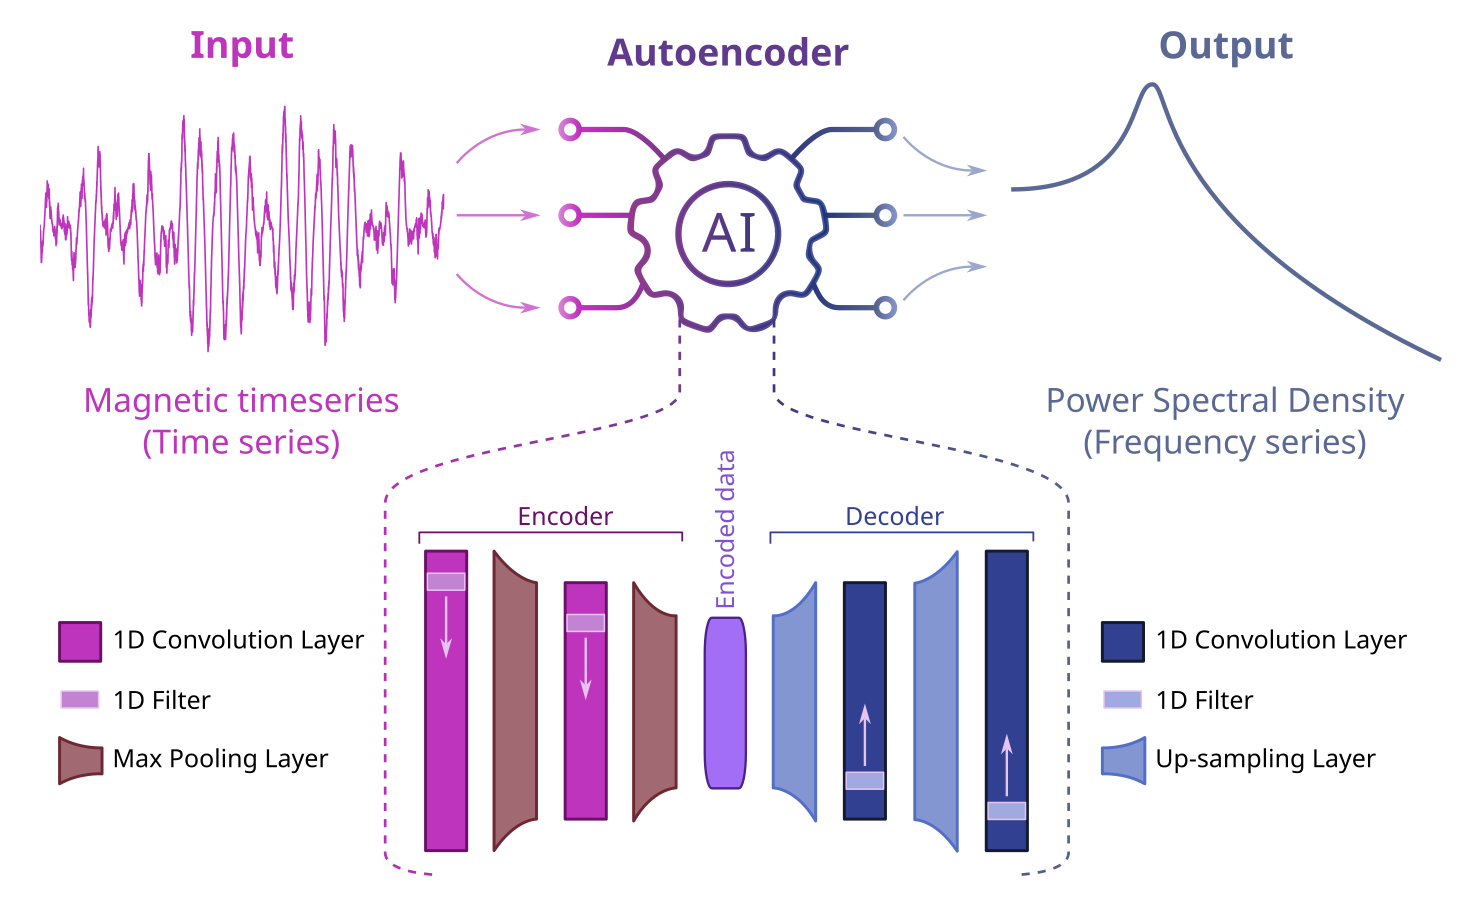 Input
Autoencoder
Output
AI
Magnetic timeseries
(Time series)
Power Spectral Density
(Frequency series)
Encoded data
Encoder
Decoder
1D Convolution Layer
1D Filter
Max Pooling Layer
1D Convolution Layer
1D Filter
Up-sampling Layer